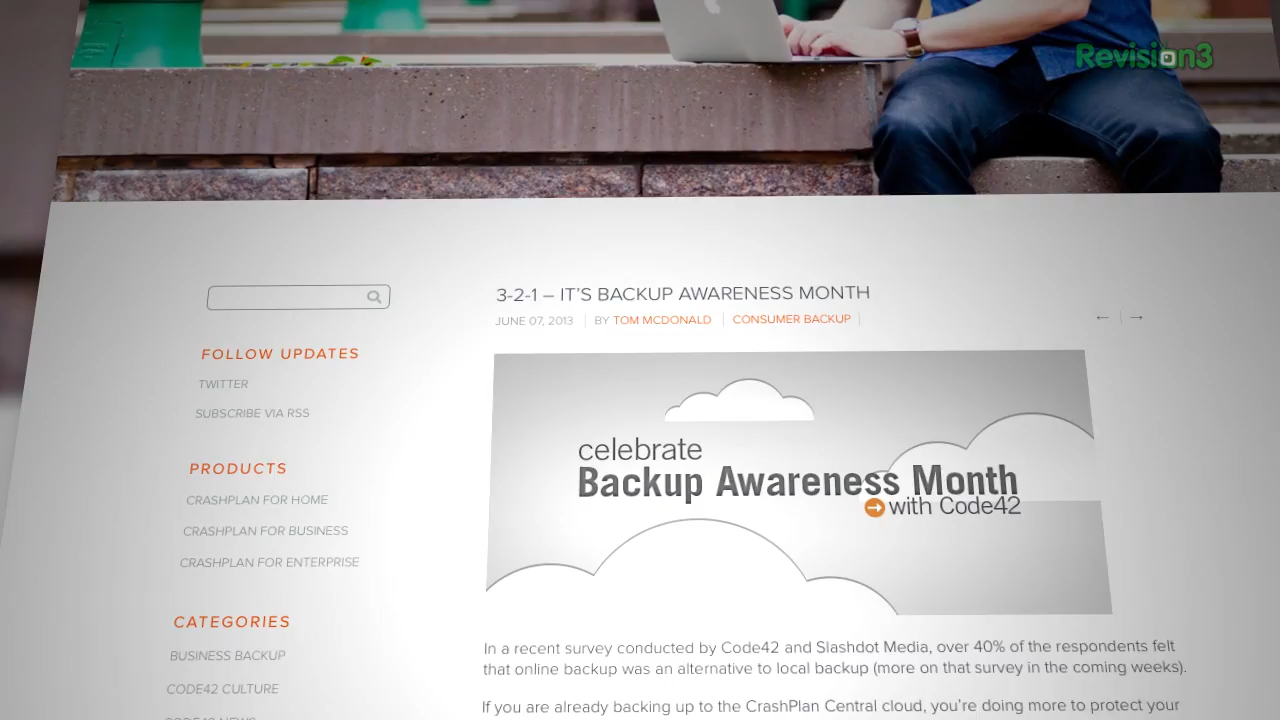 Revision3
3-2-1 – IT'S BACKUP AWARENESS MONTH
JUNE 07, 2013 BY TOM MCDONALD CONSUMER BACKUP
← →
FOLLOW UPDATES
TWITTER
SUBSCRIBE VIA RSS
PRODUCTS
CRASHPLAN FOR HOME
CRASHPLAN FOR BUSINESS
CRASHPLAN FOR ENTERPRISE
CATEGORIES
BUSINESS BACKUP
CODE42 CULTURE
CODE42 NEWS
celebrate
Backup Awareness Month
with Code42
In a recent survey conducted by Code42 and Slashdot Media, over 40% of the respondents felt
that online backup was an alternative to local backup (more on that survey in the coming weeks).
If you are already backing up to the CrashPlan Central cloud, you're doing more to protect your